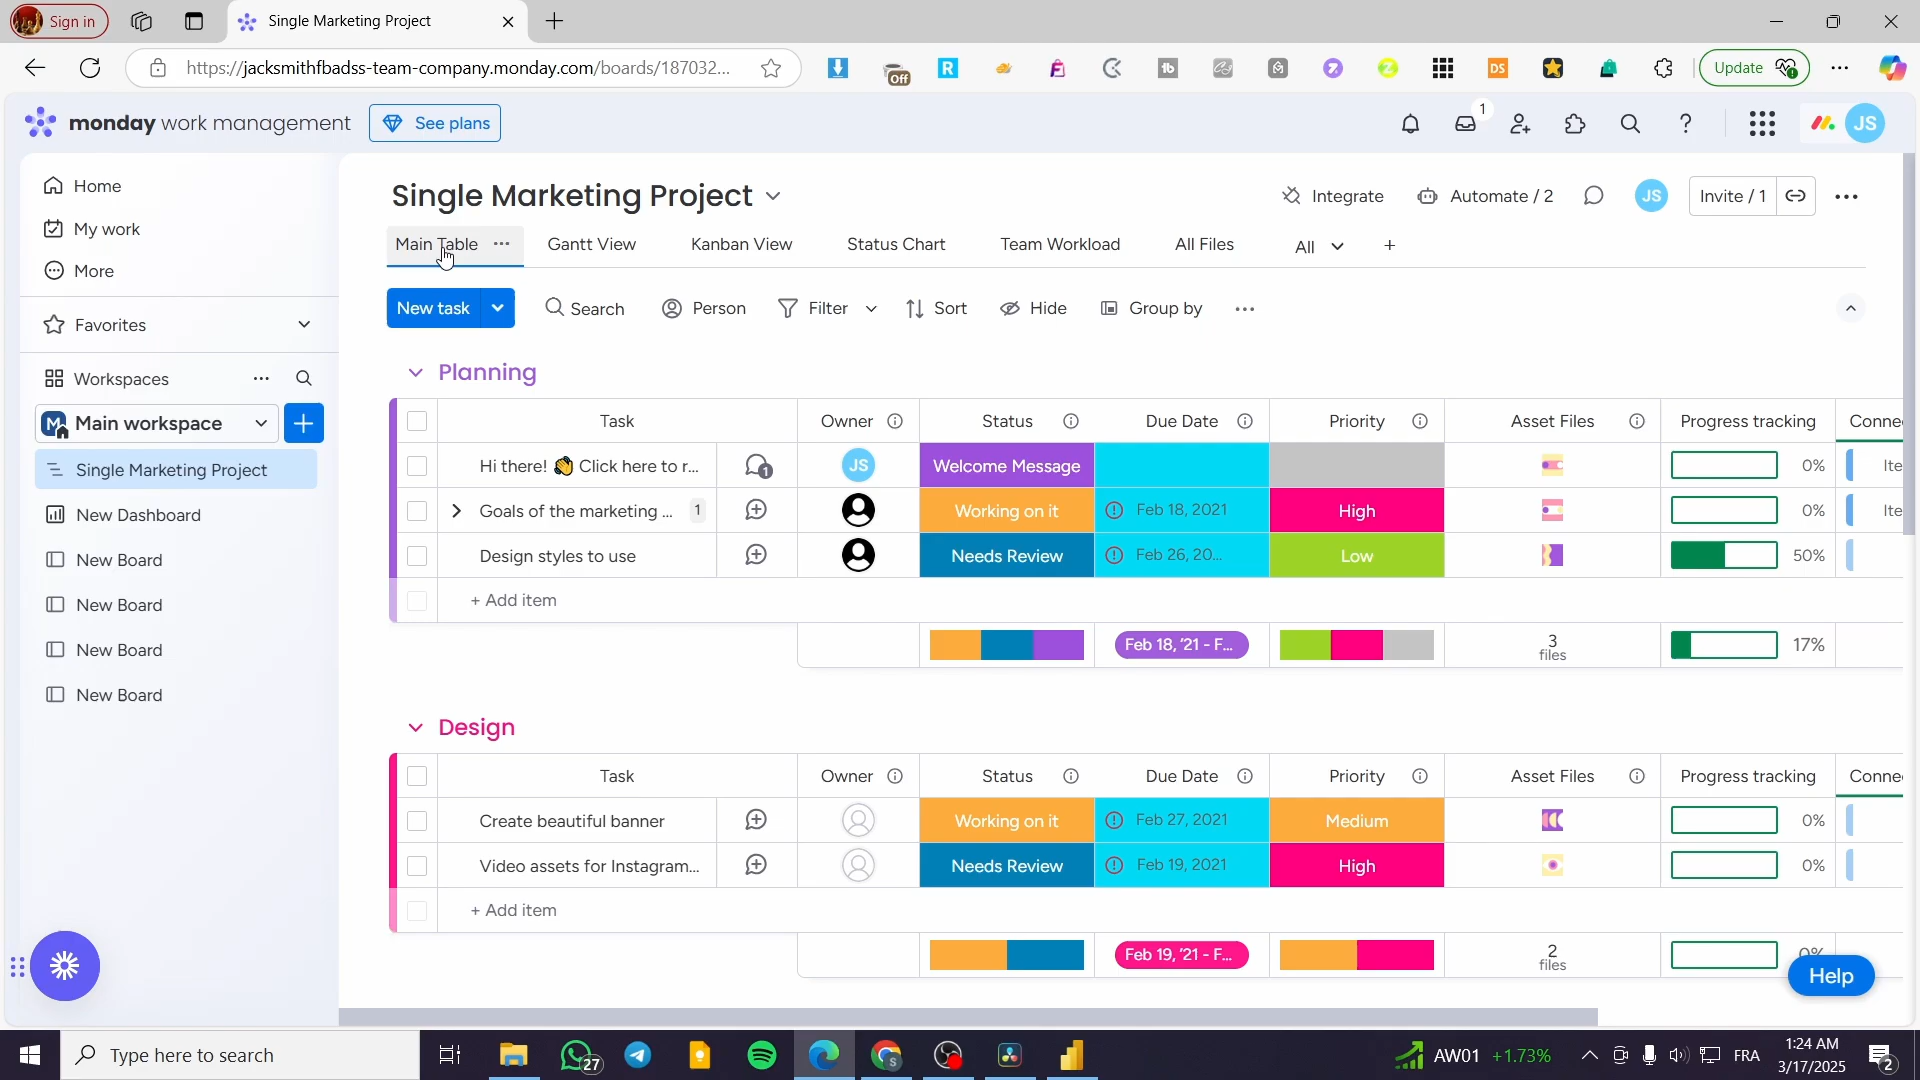 Sign in
Single Marketing Project
https://jacksmithfbadss-team-company.monday.com/boards/187032...
Off
Update
monday work management
See plans
1
JS
Home
My work
More
Favorites
Workspaces
Main workspace
Single Marketing Project
New Dashboard
New Board
New Board
New Board
New Board
Single Marketing Project
Integrate
Automate / 2
JS
Invite / 1
Main Table
Gantt View
Kanban View
Status Chart
Team Workload
All Files
All
+
New task
Search
Person
Filter
Sort
Hide
Group by
Planning
Task Owner Status Due Date Priority Asset Files Progress tracking Conne
Hi there! 👋 Click here to r... 1 JS Welcome Message 0% Ite
Goals of the marketing ... 1 Working on it Feb 18, 2021 High 0% Ite
Design styles to use Needs Review Feb 26, 20... Low 50%
+ Add item
Feb 18, '21 - F... 3 files 17%
Design
Task Owner Status Due Date Priority Asset Files Progress tracking Conne
Create beautiful banner Working on it Feb 27, 2021 Medium 0%
Video assets for Instagram... Needs Review Feb 19, 2021 High 0%
+ Add item
Feb 19, '21 - F... 2 files 0%
Help
Type here to search
27
AW01 +1.73%
FRA
1:24 AM
3/17/2025
2